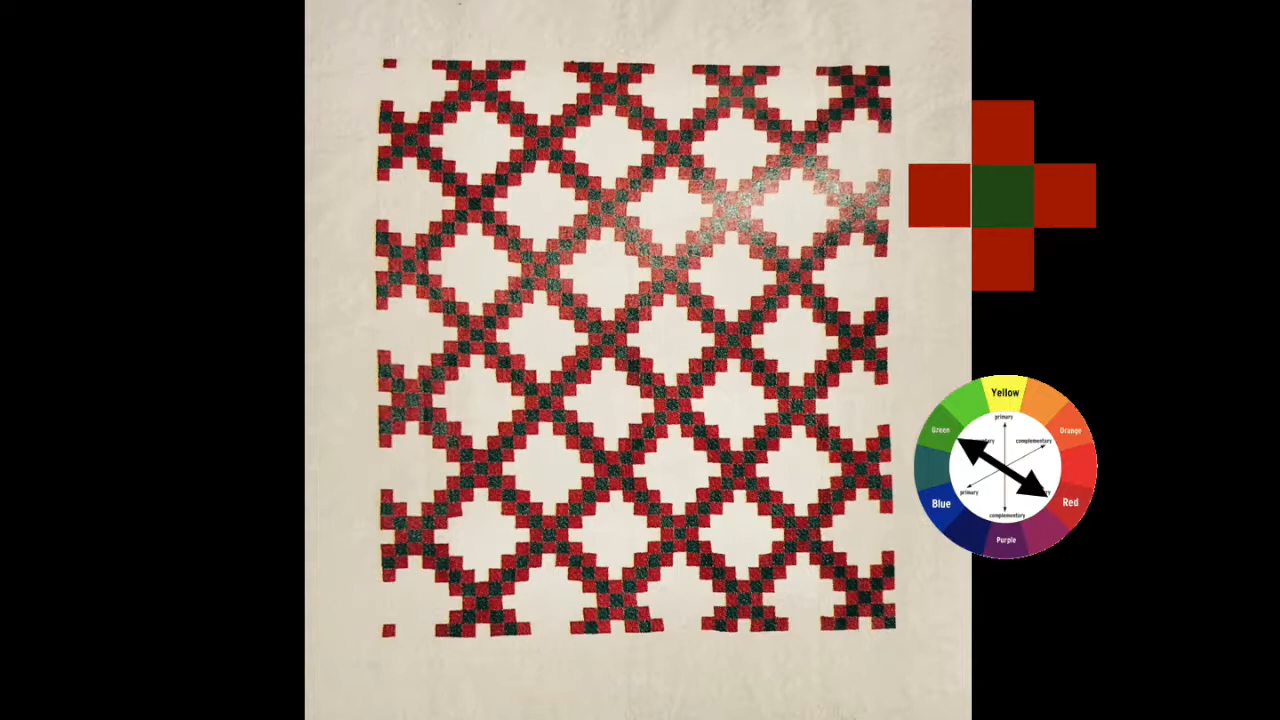 Yellow
primary
Green
Orange
complementary
primary
Blue
Red
complementary
Purple